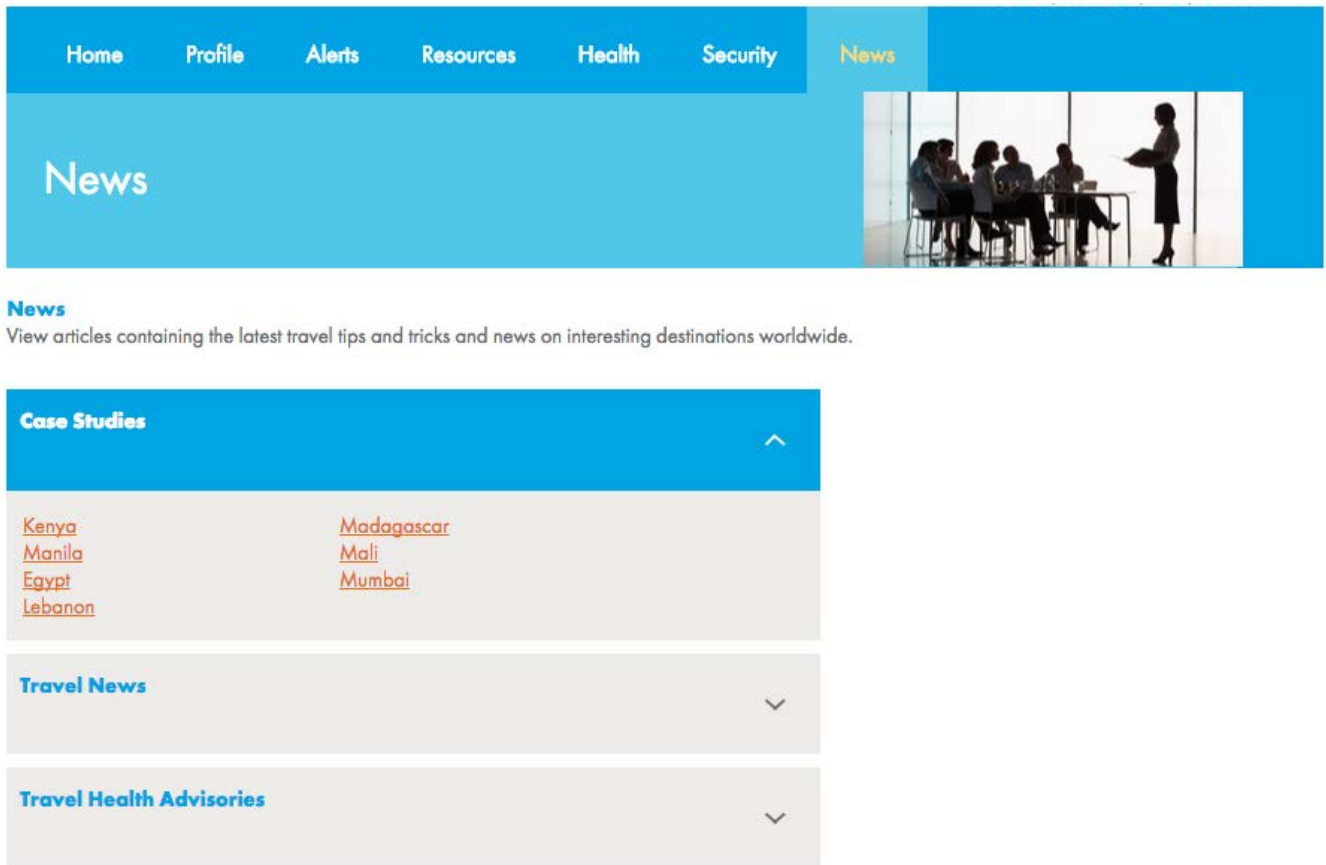 Home Profile Alerts Resources Health Security News
News
News
View articles containing the latest travel tips and tricks and news on interesting destinations worldwide.
Case Studies
Kenya Madagascar
Manila Mali
Egypt Mumbai
Lebanon
Travel News
Travel Health Advisories